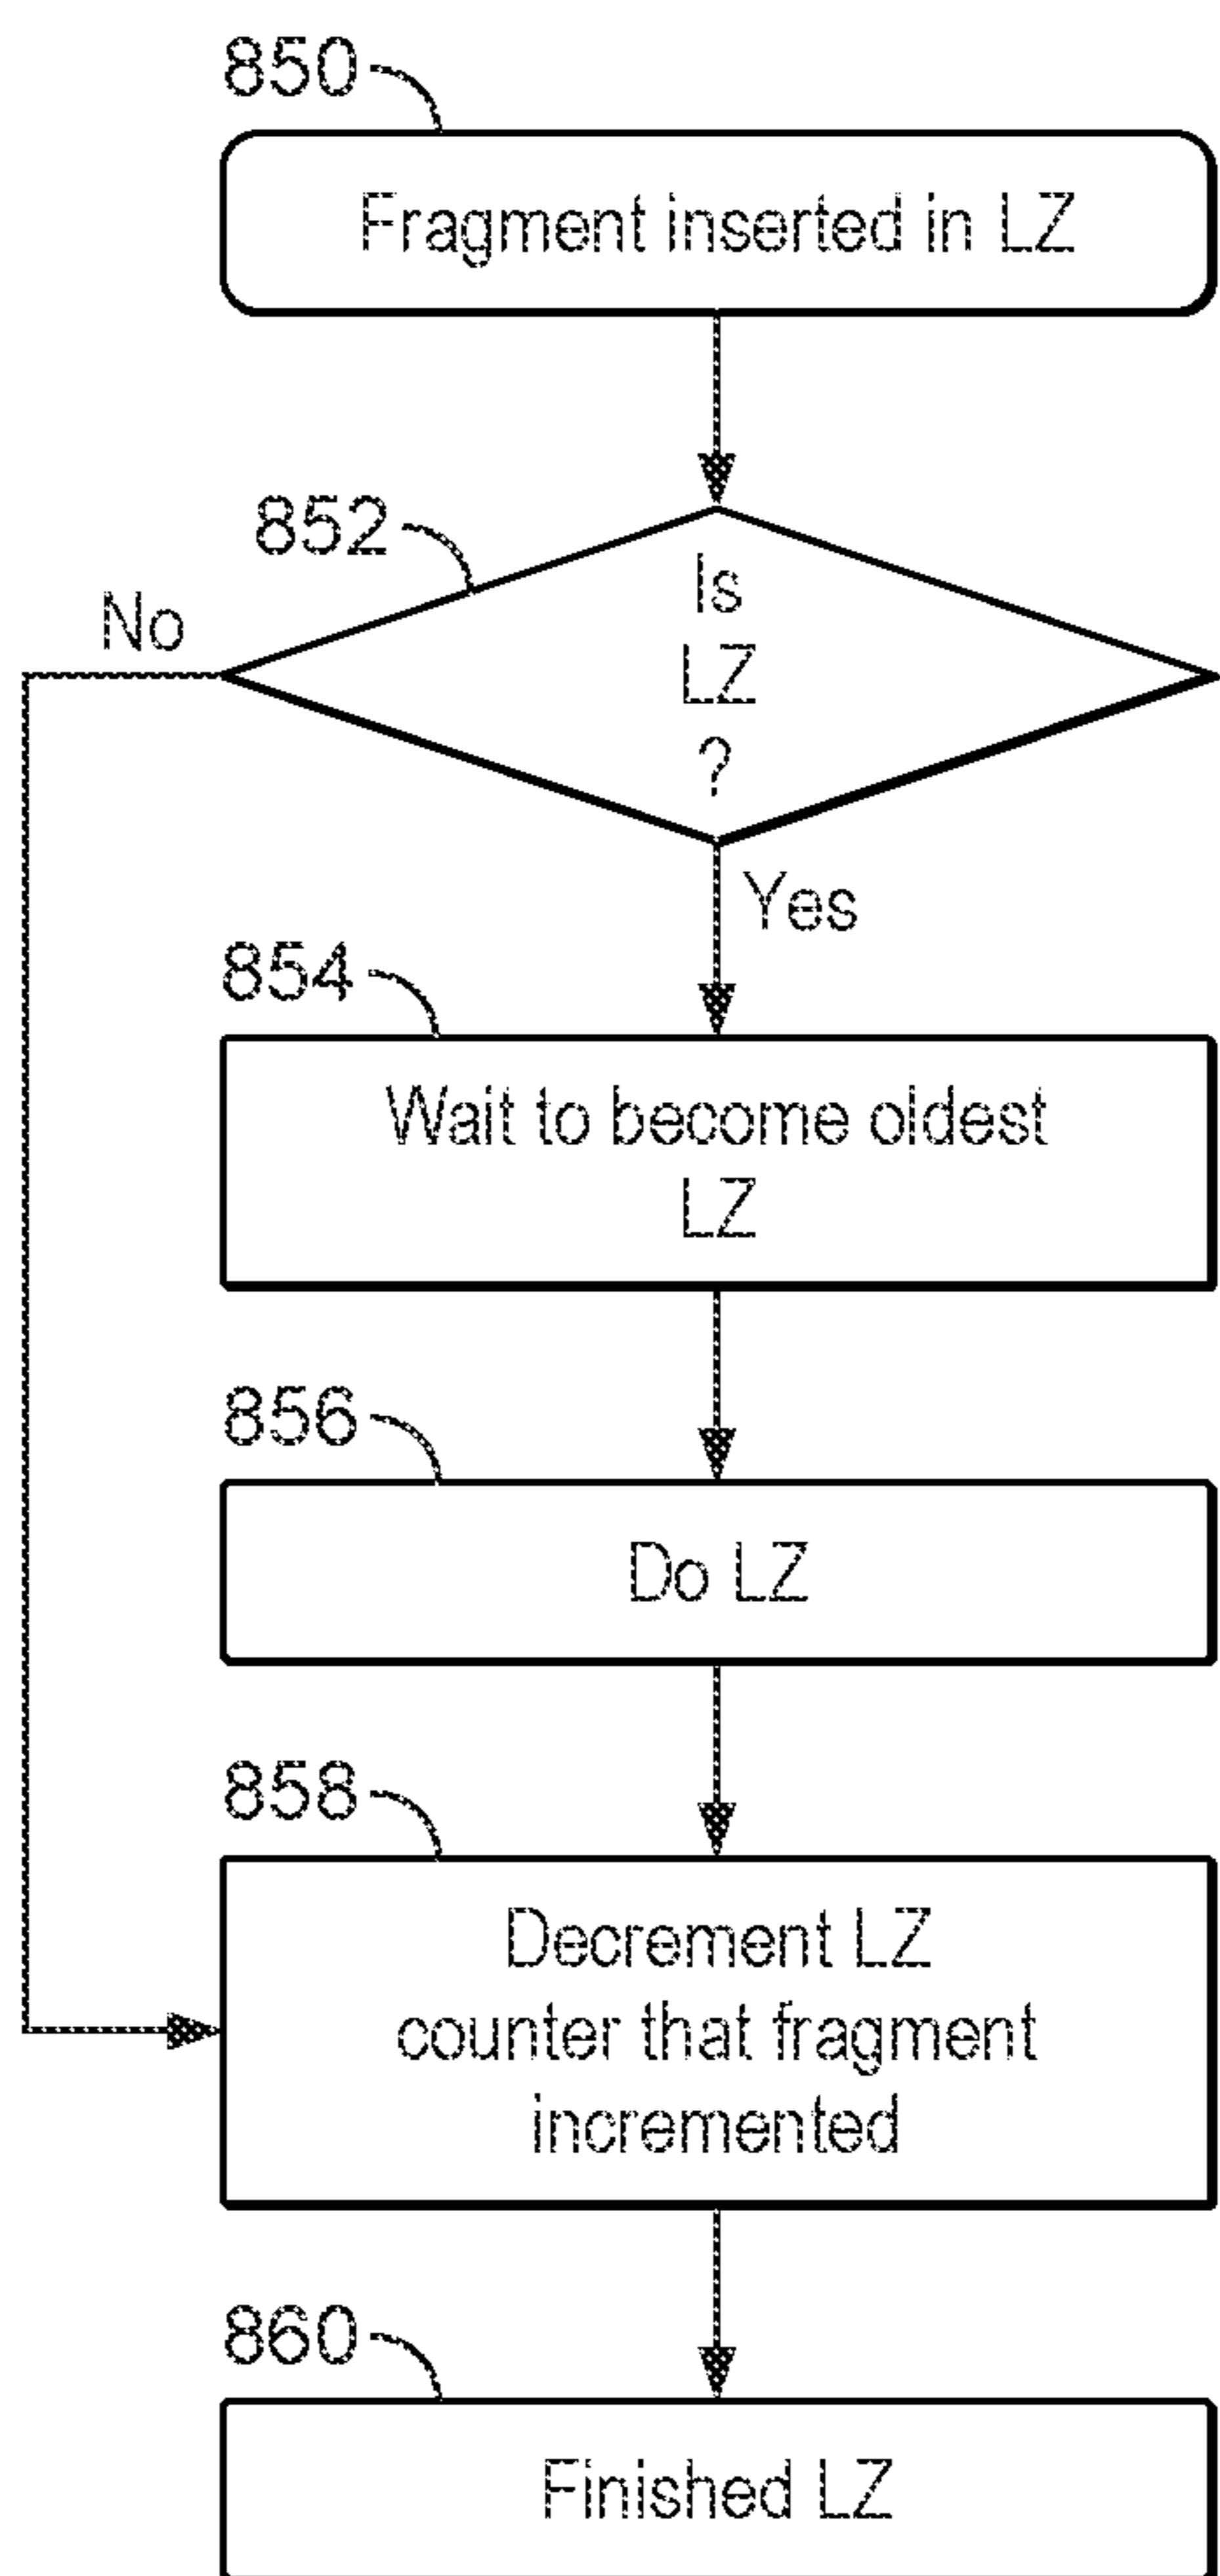 850
Fragment inserted in LZ
852
No
Is
LZ
?
Yes
854
Wait to become oldest
LZ
856
Do LZ
858
Decrement LZ
counter that fragment
incremented
860
Finished LZ